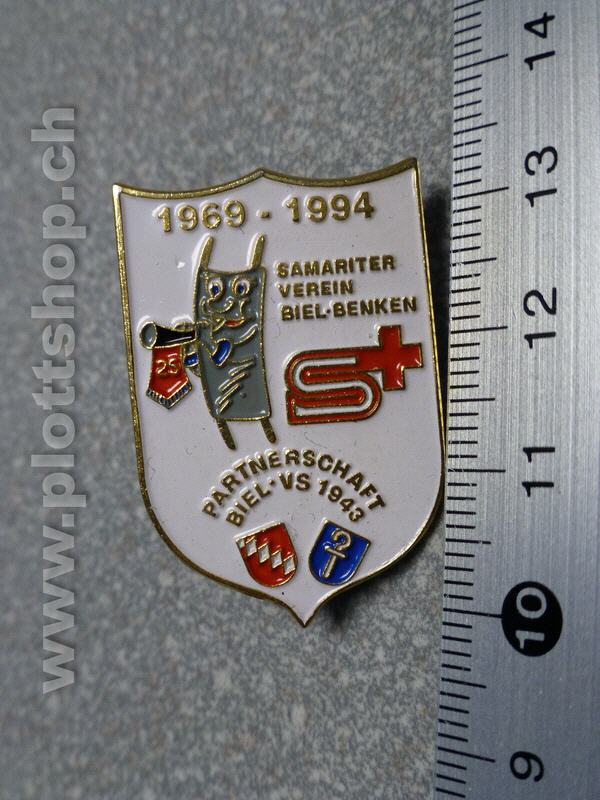 1969 - 1994
SAMARITER
VEREIN
BIEL-BENKEN
25
S+
PARTNERSCHAFT
BIEL-VS 1943
www.plottshop.ch
14
13
12
11
10
9